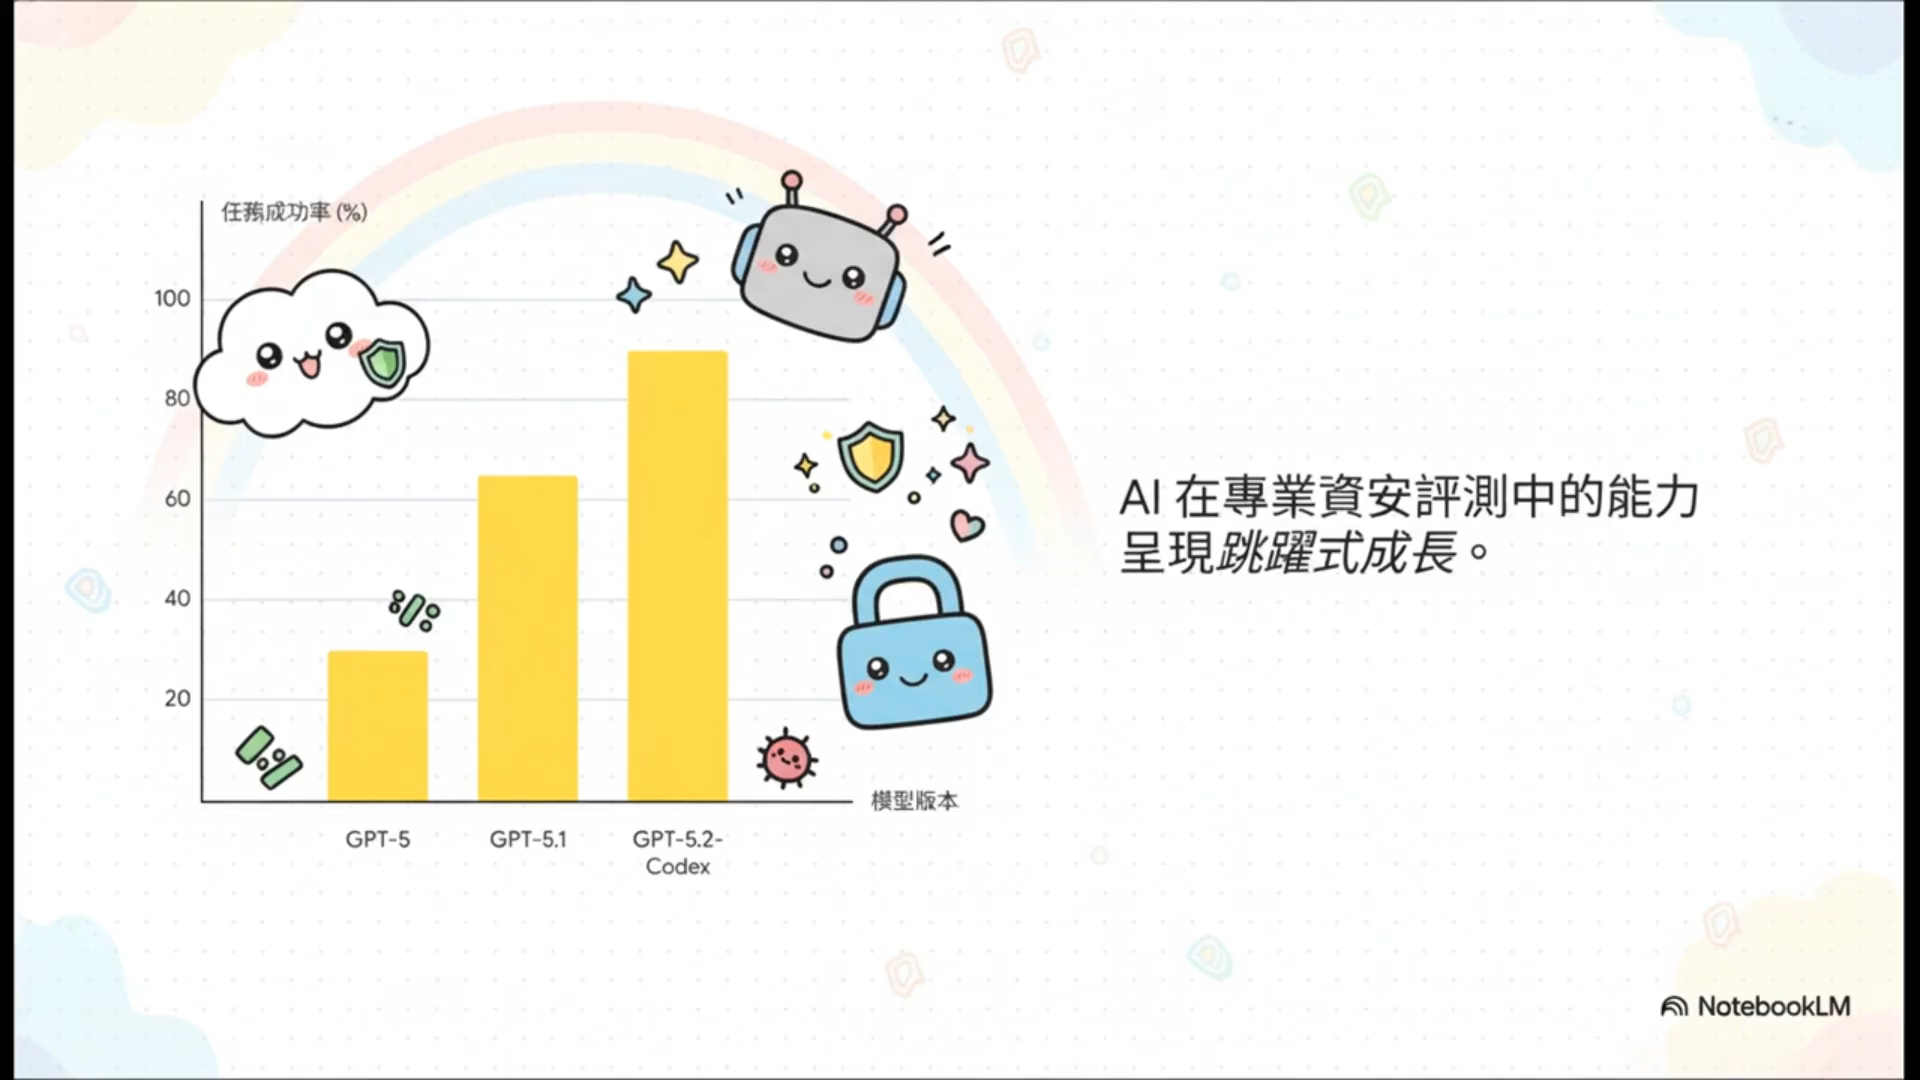 任務成功率 (%)
100
80
60
40
20
模型版本
GPT-5
GPT-5.1
GPT-5.2-
Codex
AI 在專業資安評測中的能力
呈現跳躍式成長。
NotebookLM